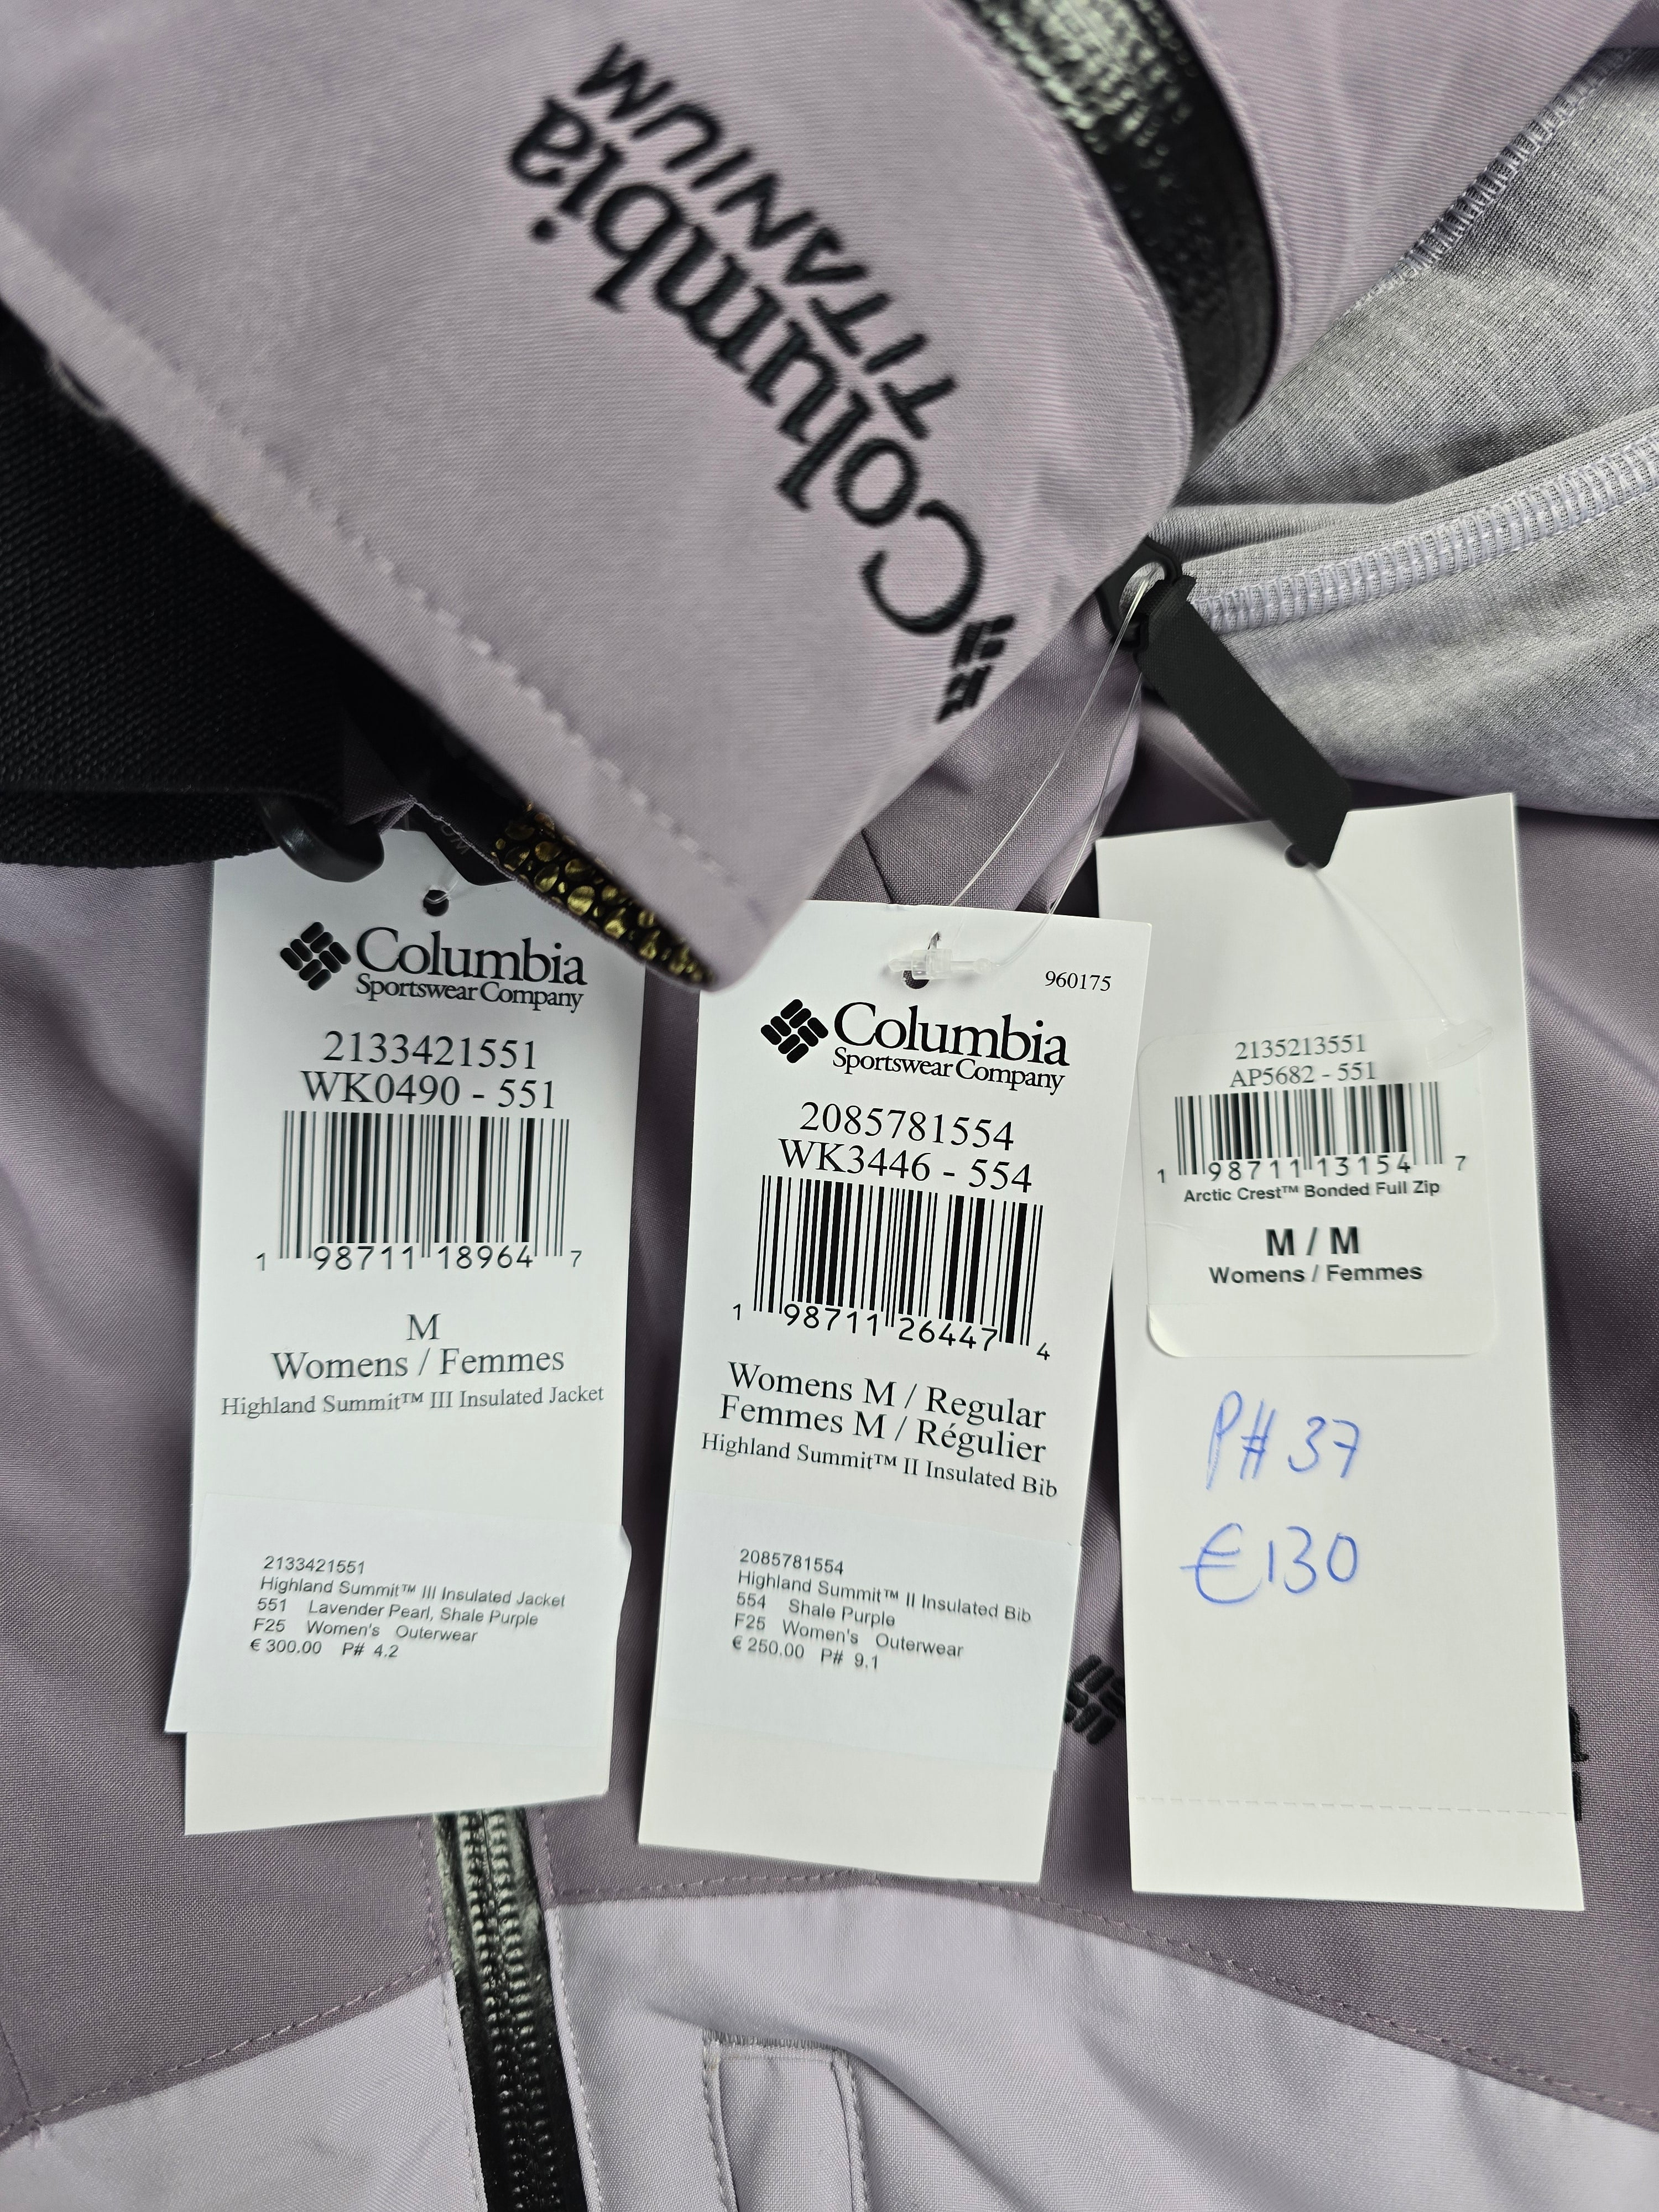 Columbia
TITANIUM
Columbia
Sportswear Company
2133421551
WK0490 - 551
1 98711 18964 7
M
Womens / Femmes
Highland Summit™ III Insulated Jacket
2133421551
Highland Summit™ III Insulated Jacket
551 Lavender Pearl, Shale Purple
F25 Women's Outerwear
€ 300.00 P# 4.2
960175
Columbia
Sportswear Company
2085781554
WK3446 - 554
1 98711 26447 4
Womens M / Regular
Femmes M / Régulier
Highland Summit™ II Insulated Bib
2085781554
Highland Summit™ II Insulated Bib
554 Shale Purple
F25 Women's Outerwear
€ 250.00 P# 9.1
2135213551
AP5682 - 551
1 98711 13154 7
Arctic Crest™ Bonded Full Zip
M / M
Womens / Femmes
P# 37
€130